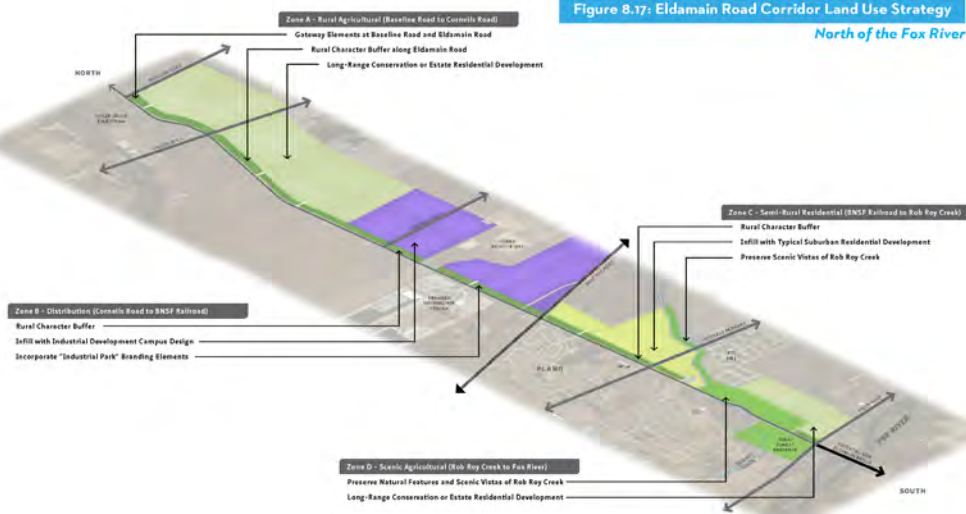 Figure 8.17: Eldamain Road Corridor Land Use Strategy
North of the Fox River
Zone A - Rural Agricultural (Baseline Road to Corneils Road)
Gateway Elements at Baseline Road and Eldamain Road
Rural Character Buffer along Eldamain Road
Long-Range Conservation or Estate Residential Development
NORTH
Zone C - Semi-Rural Residential (BNSF Railroad to Rob Roy Creek)
Rural Character Buffer
Infill with Typical Suburban Residential Development
Preserve Scenic Vistas of Rob Roy Creek
Zone B - Distribution (Corneils Road to BNSF Railroad)
Rural Character Buffer
Infill with Industrial Development Campus Design
Incorporate "Industrial Park" Branding Elements
PLANO
FOX RIVER
Zone D - Scenic Agricultural (Rob Roy Creek to Fox River)
Preserve Natural Features and Scenic Vistas of Rob Roy Creek
Long-Range Conservation or Estate Residential Development
SOUTH